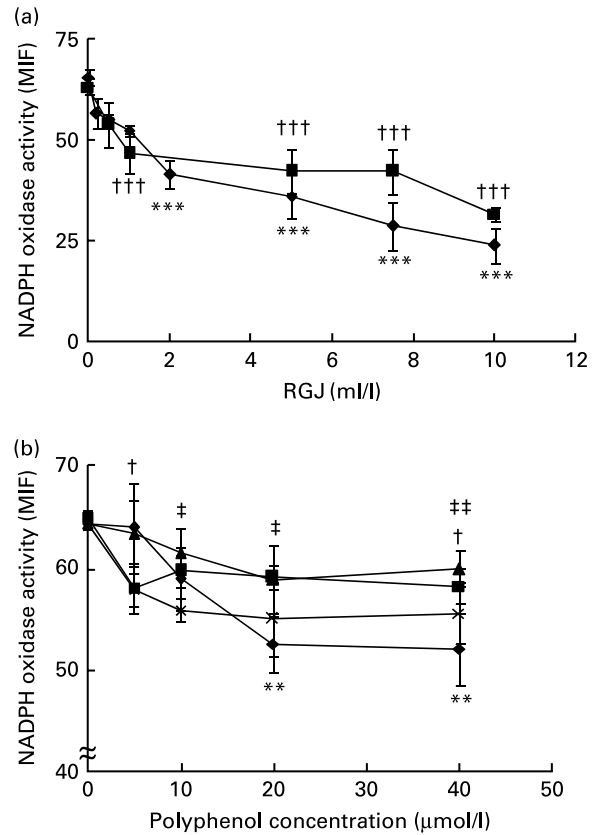 (a)
75
50
25
0
NADPH oxidase activity (MIF)
†††
†††
†††
†††
***
***
***
***
0 2 4 6 8 10 12
RGJ (ml/l)
(b)
70
60
50
40
NADPH oxidase activity (MIF)
†
‡
‡
‡‡
†
**
**
0 10 20 30 40 50
Polyphenol concentration (μmol/l)